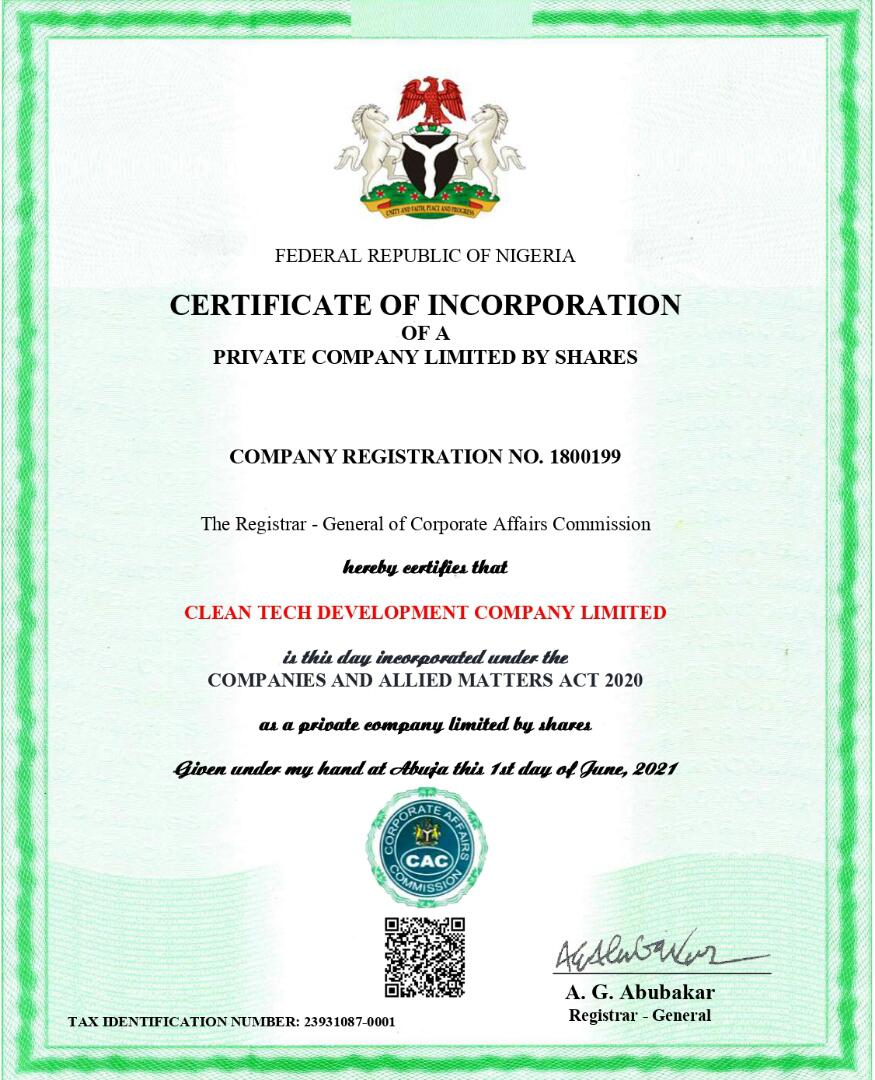 UNITY AND FAITH, PEACE AND PROGRESS
FEDERAL REPUBLIC OF NIGERIA
CERTIFICATE OF INCORPORATION
OF A
PRIVATE COMPANY LIMITED BY SHARES
COMPANY REGISTRATION NO. 1800199
The Registrar - General of Corporate Affairs Commission
hereby certifies that
CLEAN TECH DEVELOPMENT COMPANY LIMITED
is this day incorporated under the
COMPANIES AND ALLIED MATTERS ACT 2020
as a private company limited by shares
Given under my hand at Abuja this 1st day of June, 2021
CORPORATE AFFAIRS
CAC
COMMISSION
AGAbubakar
A. G. Abubakar
Registrar - General
TAX IDENTIFICATION NUMBER: 23931087-0001